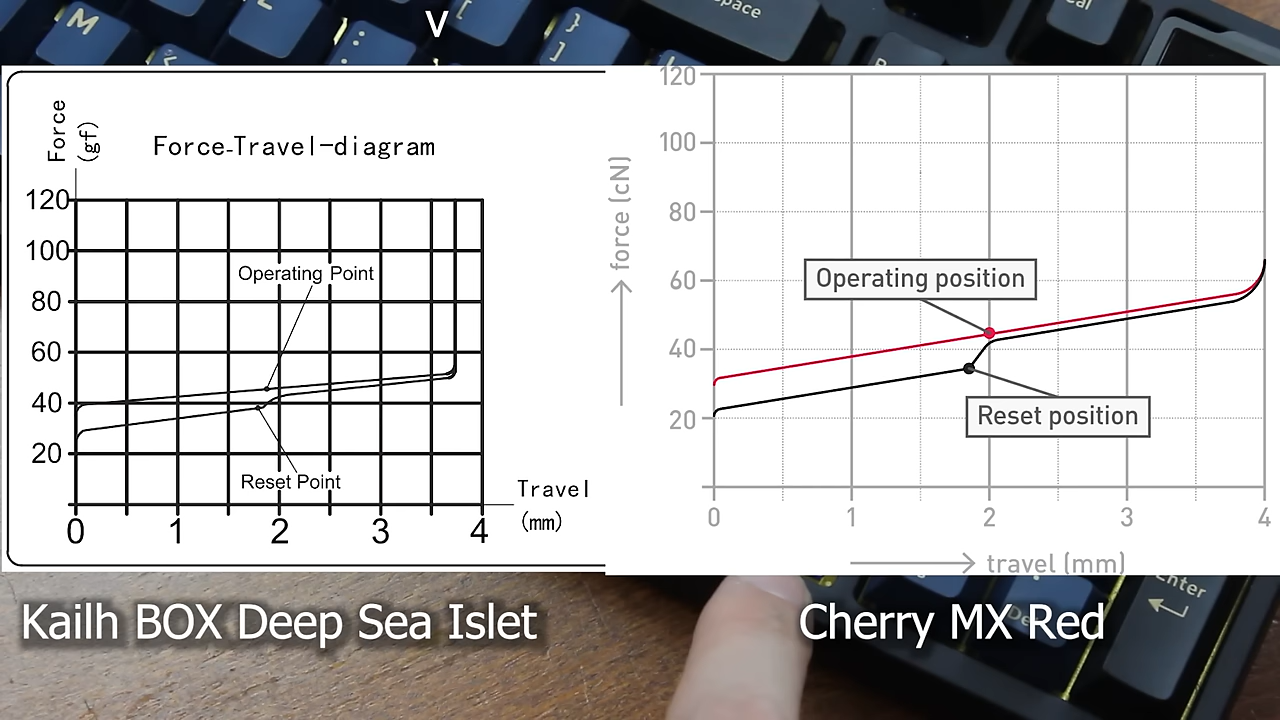 M
V
[
}
]
Space
Force
(gf)
Force-Travel-diagram
120
100
80
60
40
20
Operating Point
Reset Point
0
1
2
3
4
Travel
(mm)
force (cN)
120
100
80
60
40
20
Operating position
Reset position
0
1
2
3
4
travel (mm)
Enter
Kailh BOX Deep Sea Islet
Cherry MX Red